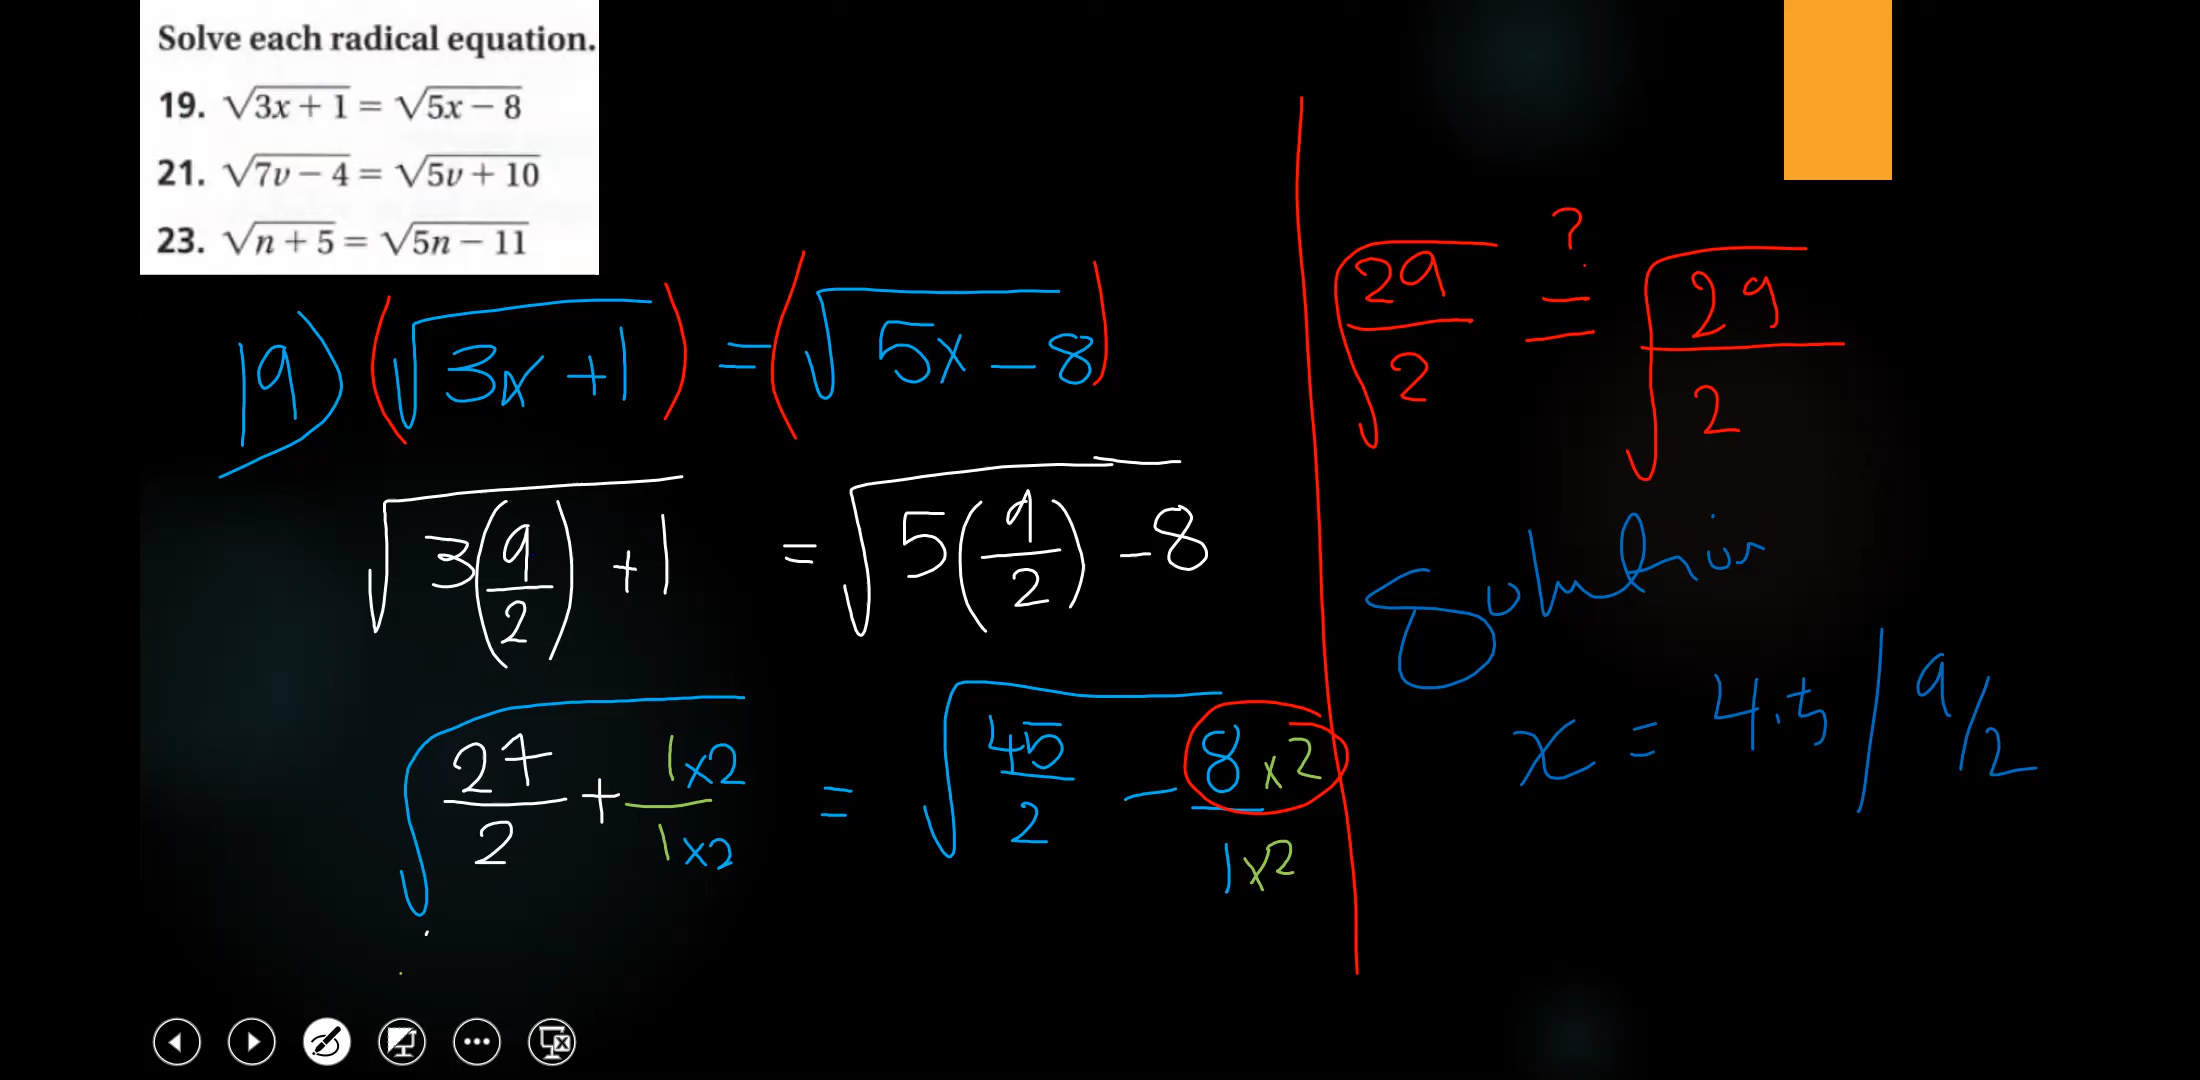 Solve each radical equation.
19. √3x + 1 = √5x − 8
21. √7v − 4 = √5v + 10
23. √n + 5 = √5n − 11
19) (√3x + 1) = (√5x − 8)
√3(9/2) + 1 = √5(9/2) − 8
√27/2 + 1x2/1x2 = √45/2 − 8x2/1x2
√29/2 =? √29/2
Solution
x = 4.5 / 9/2